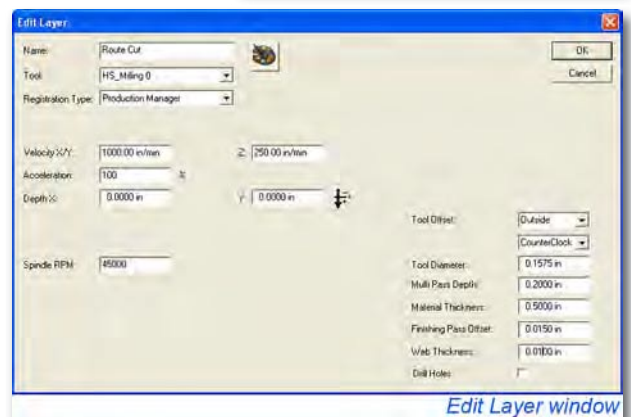 Edit Layer
Name: Route Cut OK
Tool: HS_Milling 0 Cancel
Registration Type: Production Manager
Velocity X/Y: 1000.00 in/min Z: 250.00 in/min
Acceleration: 100 %
Depth X: 0.0000 in Y: 0.0000 in
Tool Offset: Outside
CounterClock
Spindle RPM: 45000 Tool Diameter: 0.1575 in
Multi Pass Depth: 0.2000 in
Material Thickness: 0.5000 in
Finishing Pass Offset: 0.0150 in
Web Thickness: 0.0100 in
Drill Holes
Edit Layer window